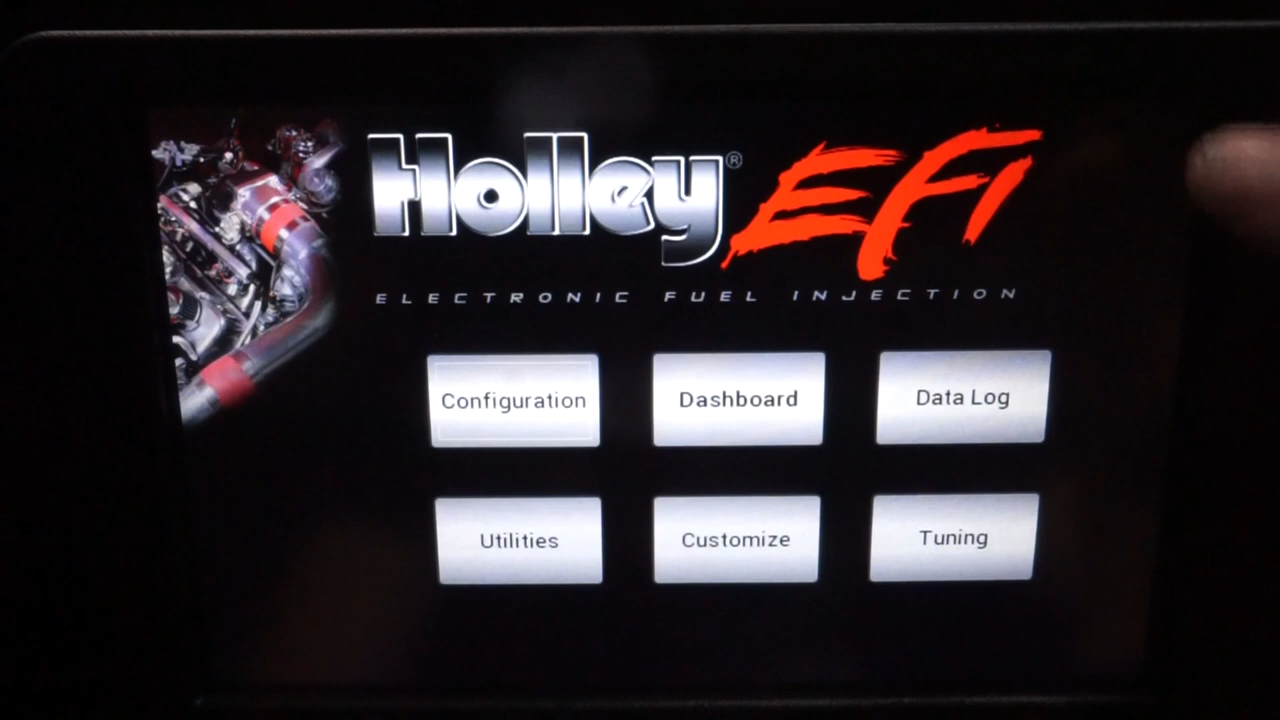 Holley® EFI
ELECTRONIC FUEL INJECTION
Configuration Dashboard Data Log
Utilities Customize Tuning